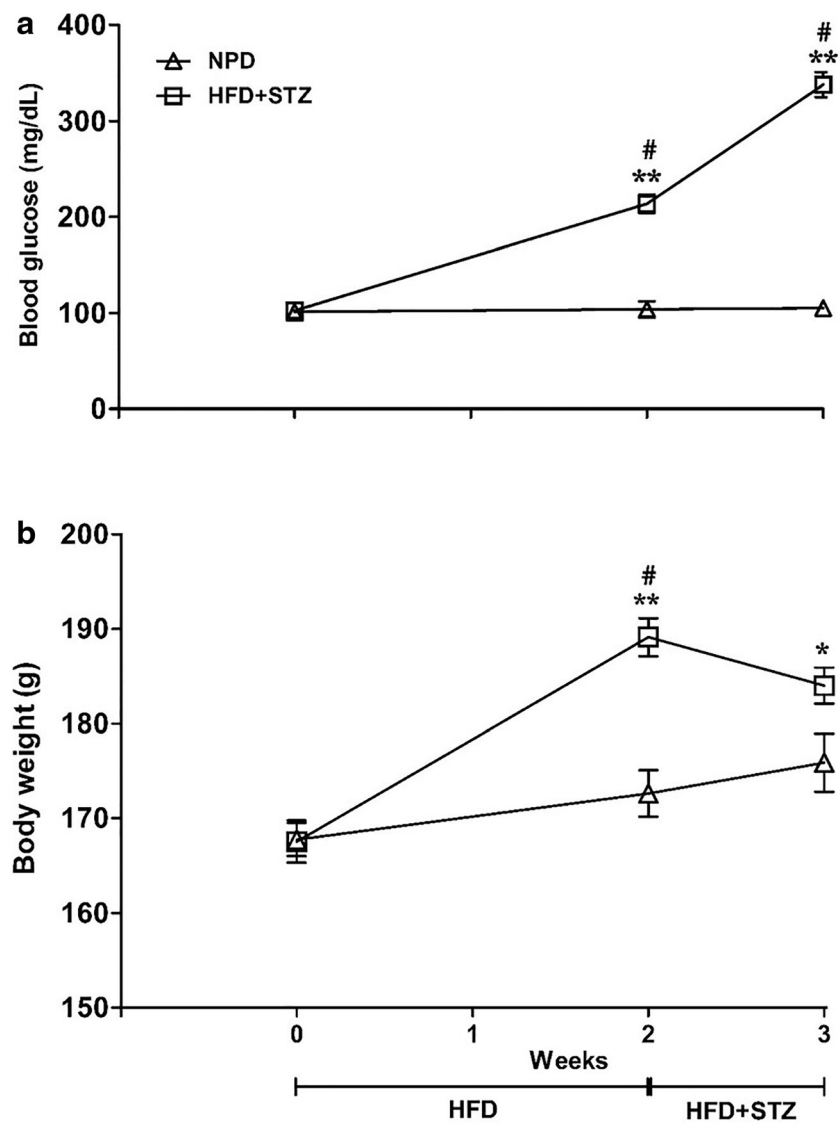 a
Blood glucose (mg/dL)
400
300
200
100
0
NPD
HFD+STZ
#
**
#
**
b
Body weight (g)
200
190
180
170
160
150
#
**
*
0 1 2 3
Weeks
HFD HFD+STZ